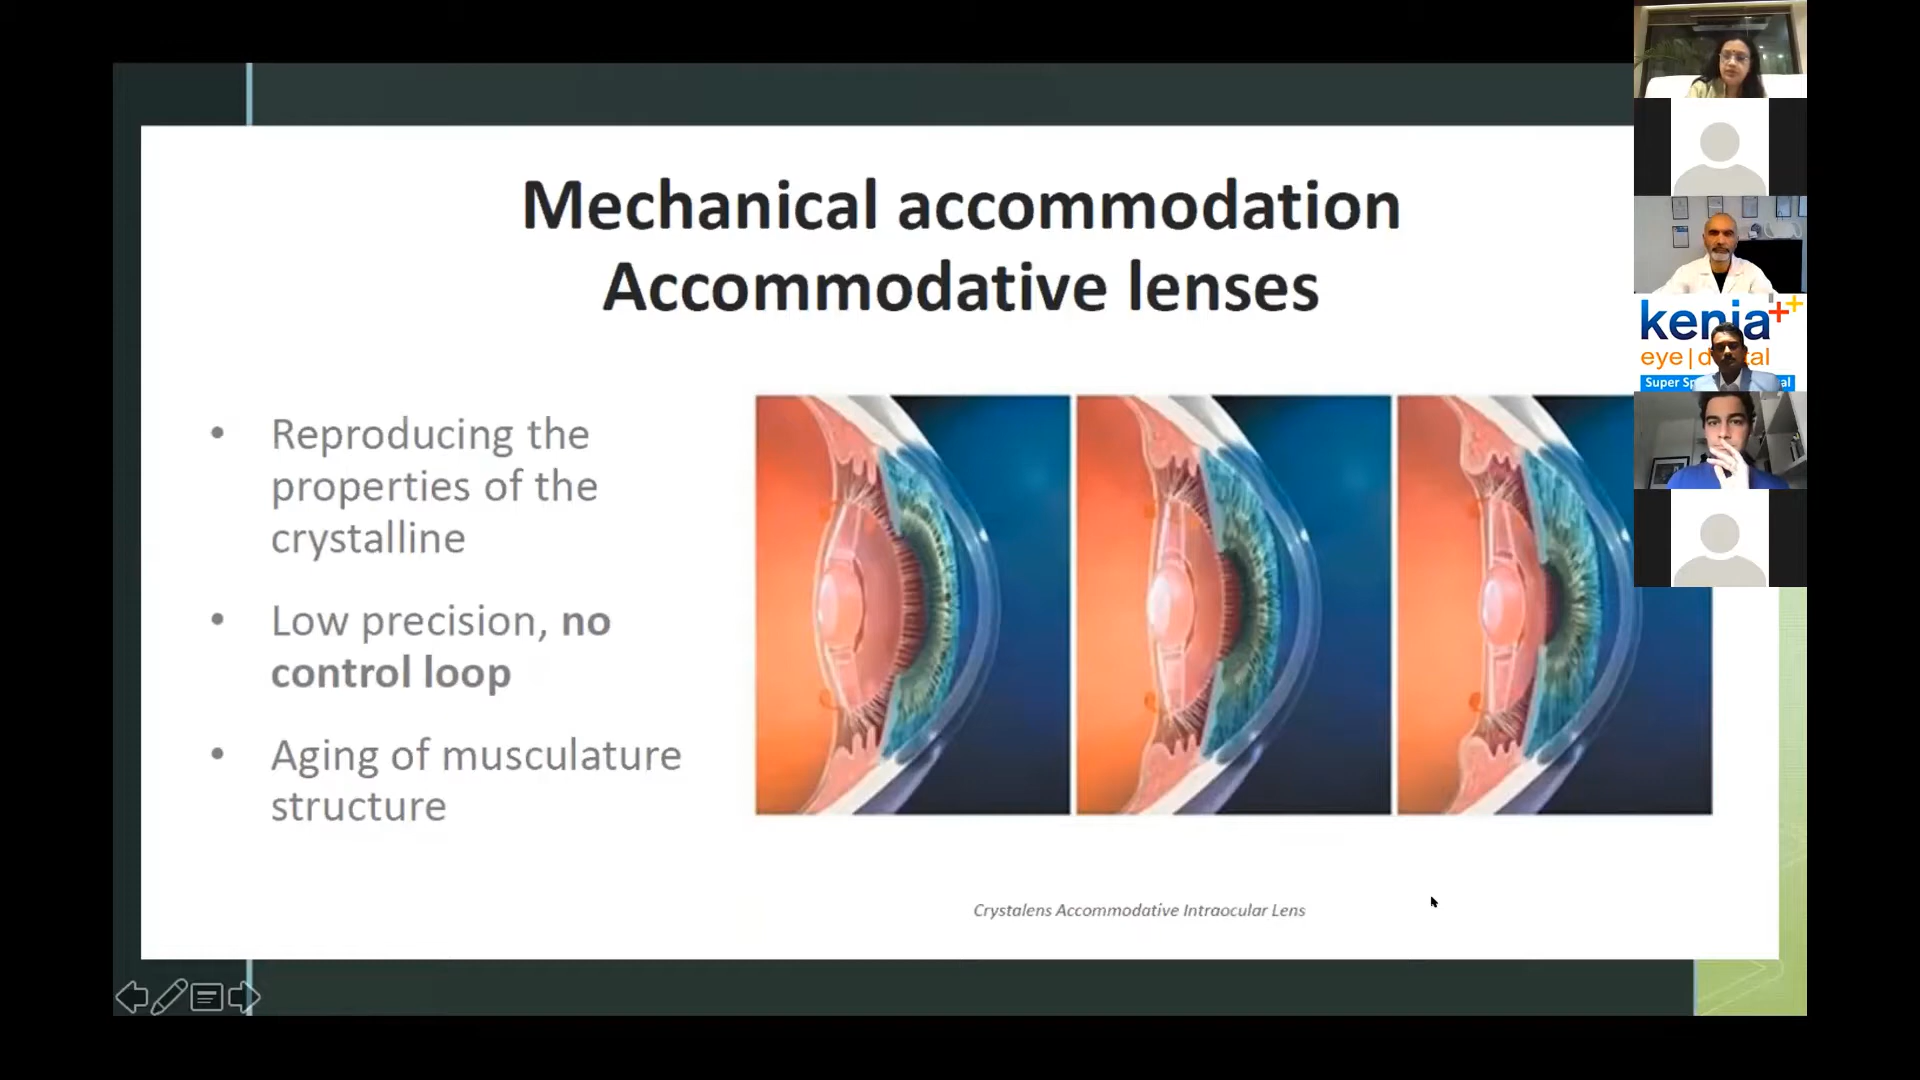 Mechanical accommodation
Accommodative lenses
• Reproducing the
properties of the
crystalline
• Low precision, no
control loop
• Aging of musculature
structure
Crystalens Accommodative Intraocular Lens
kenia
eye |
Super